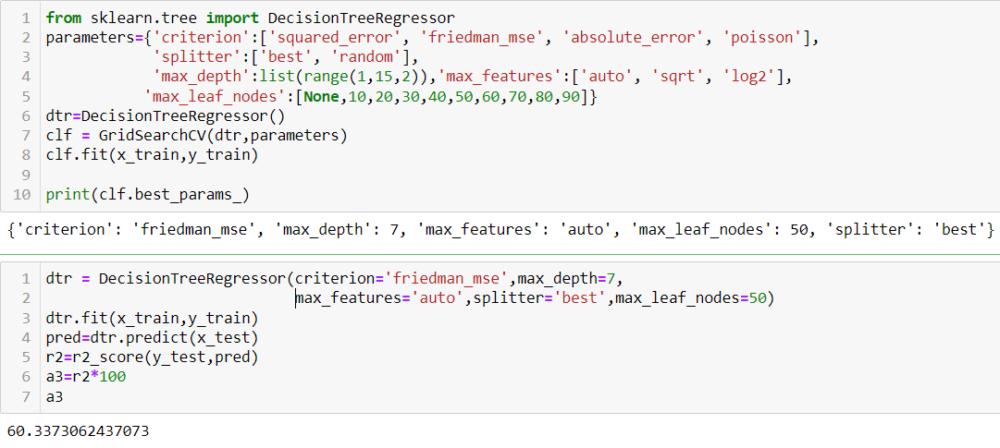 1 from sklearn.tree import DecisionTreeRegressor
2 parameters={'criterion':['squared_error', 'friedman_mse', 'absolute_error', 'poisson'],
3             'splitter':['best', 'random'],
4             'max_depth':list(range(1,15,2)),'max_features':['auto', 'sqrt', 'log2'],
5            'max_leaf_nodes':[None,10,20,30,40,50,60,70,80,90]}
6 dtr=DecisionTreeRegressor()
7 clf = GridSearchCV(dtr,parameters)
8 clf.fit(x_train,y_train)
9
10 print(clf.best_params_)
{'criterion': 'friedman_mse', 'max_depth': 7, 'max_features': 'auto', 'max_leaf_nodes': 50, 'splitter': 'best'}
1 dtr = DecisionTreeRegressor(criterion='friedman_mse',max_depth=7,
2                             max_features='auto',splitter='best',max_leaf_nodes=50)
3 dtr.fit(x_train,y_train)
4 pred=dtr.predict(x_test)
5 r2=r2_score(y_test,pred)
6 a3=r2*100
7 a3
60.3373062437073